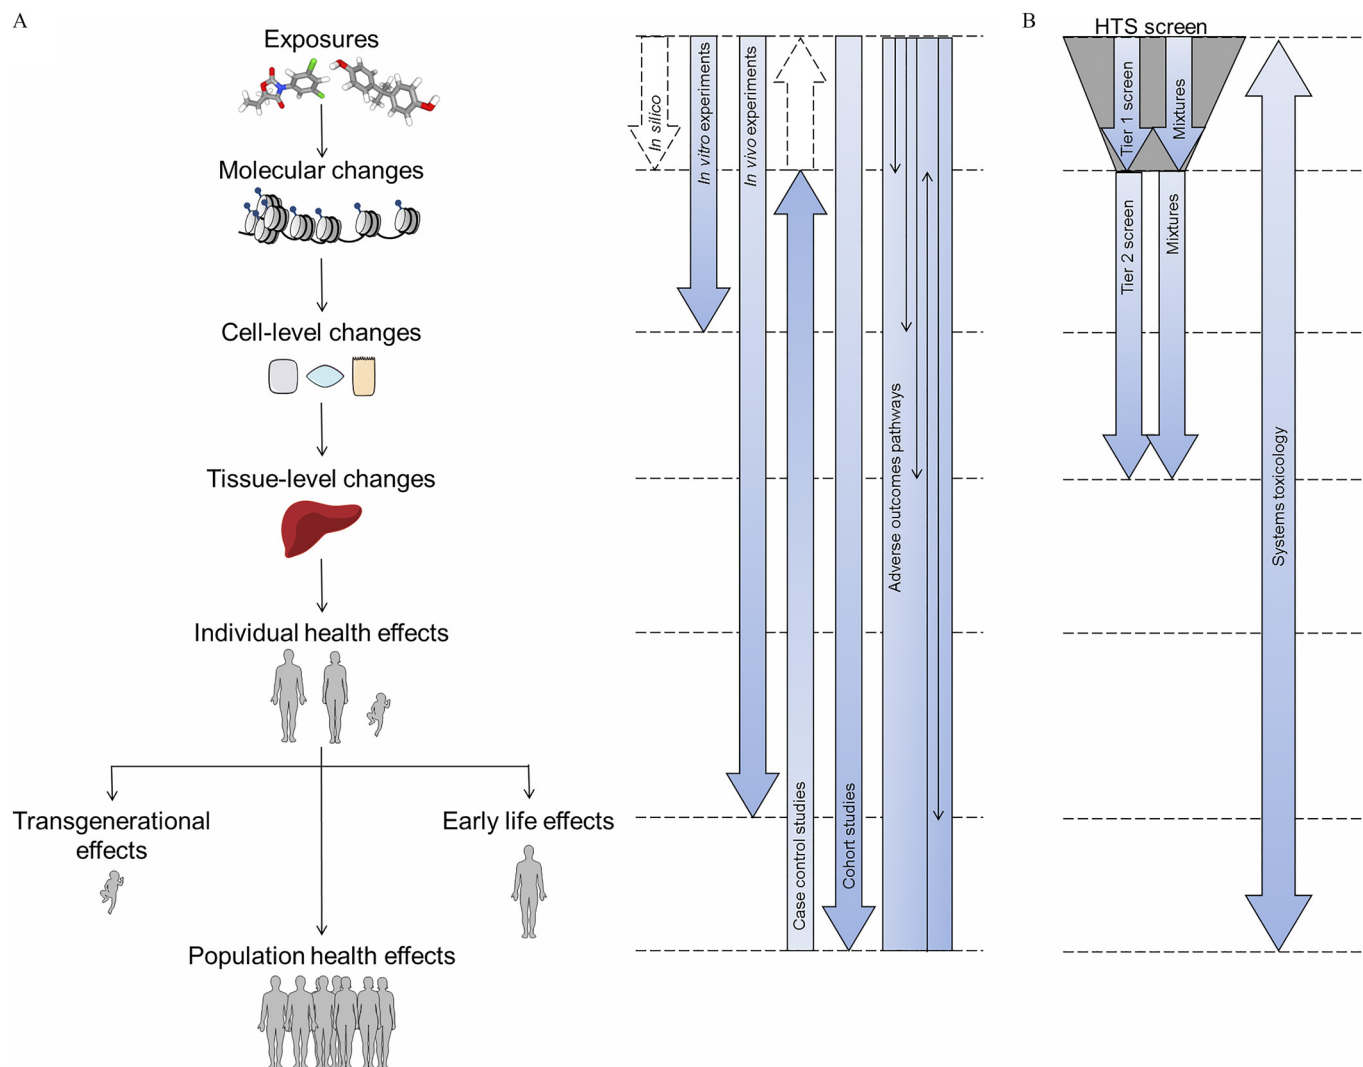 A
Exposures
Molecular changes
Cell-level changes
Tissue-level changes
Individual health effects
Transgenerational
effects
Early life effects
Population health effects
In silico
In vitro experiments
In vivo experiments
Case control studies
Cohort studies
Adverse outcomes pathways
B
HTS screen
Tier 1 screen
Mixtures
Tier 2 screen
Mixtures
Systems toxicology